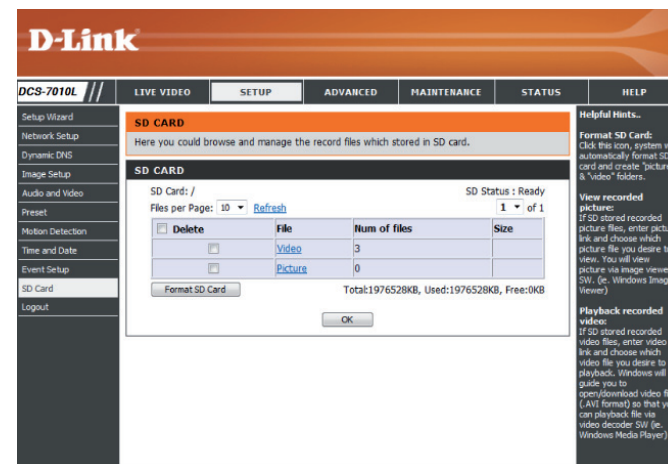 D-Link
DCS-7010L // LIVE VIDEO SETUP ADVANCED MAINTENANCE STATUS HELP
Setup Wizard
Network Setup
Dynamic DNS
Image Setup
Audio and Video
Preset
Motion Detection
Time and Date
Event Setup
SD Card
Logout
SD CARD
Here you could browse and manage the record files which stored in SD card.
SD CARD
SD Card: / SD Status : Ready
Files per Page: 10 Refresh 1 of 1
Delete File Num of files Size
Video 3
Picture 0
Format SD Card Total:1976528KB, Used:1976528KB, Free:0KB
OK
Helpful Hints..
Format SD Card:
Click this icon, system
automatically format SD
card and create "pictur
& "video" folders.
View recorded
picture:
If SD stored recorded
picture files, enter pictu
link and choose which
picture file you desire t
view. You will view
picture via image viewe
SW. (ie. Windows Imag
Viewer)
Playback recorded
video:
If SD stored recorded
video files, enter video
link and choose which
video file you desire to
playback. Windows will
guide you to
open/download video fi
(.AVI format) so that y
can playback file via
video decoder SW (ie.
Windows Media Player)